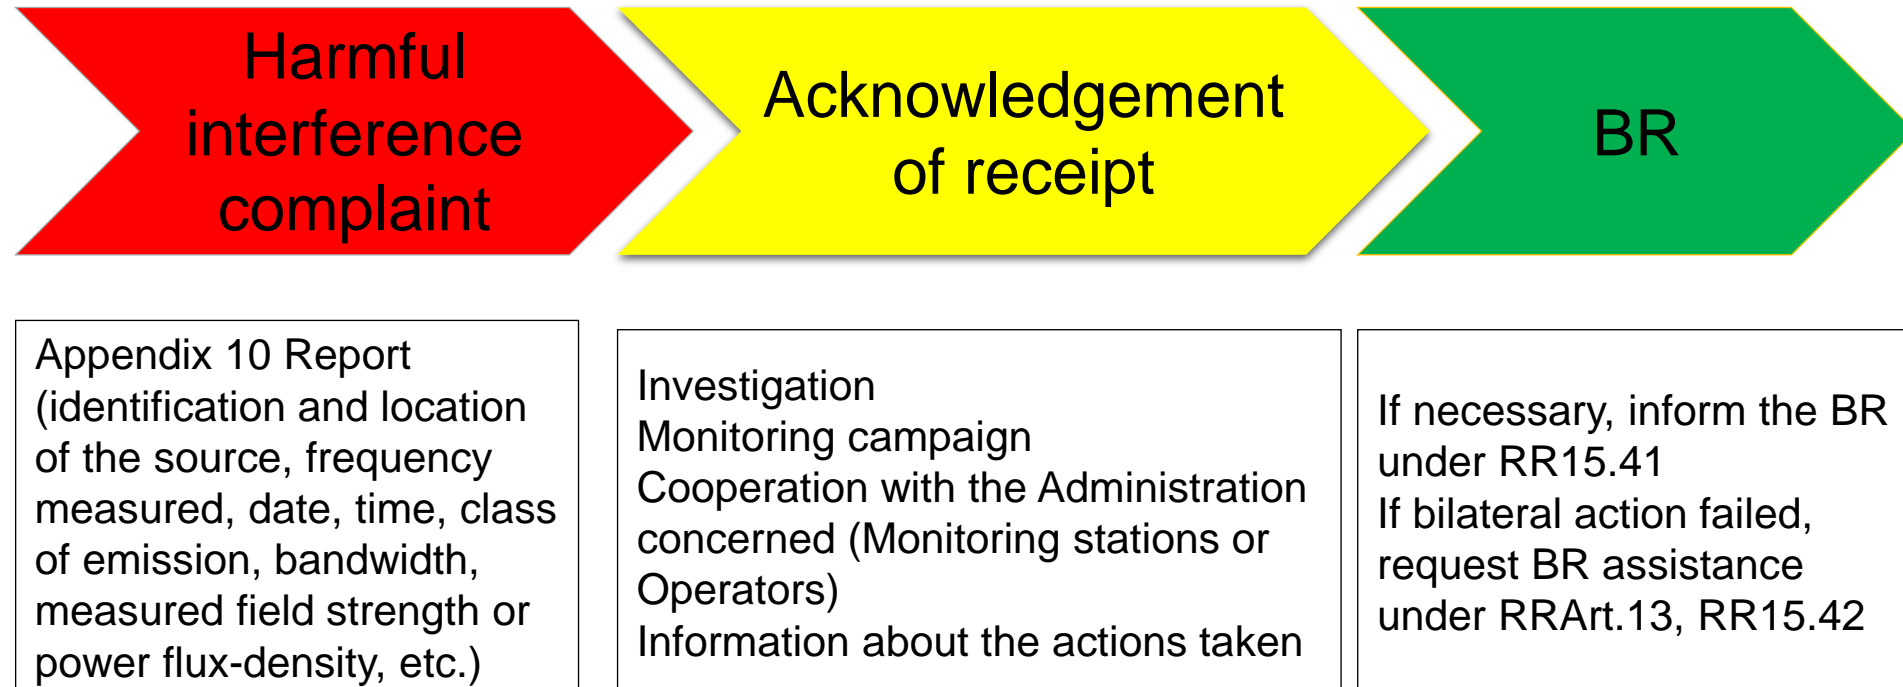 Harmful
interference
complaint
Acknowledgement
of receipt
BR
Appendix 10 Report
(identification and location
of the source, frequency
measured, date, time, class
of emission, bandwidth,
measured field strength or
power flux-density, etc.)
Investigation
Monitoring campaign
Cooperation with the Administration
concerned (Monitoring stations or
Operators)
Information about the actions taken
If necessary, inform the BR
under RR15.41
If bilateral action failed,
request BR assistance
under RRArt.13, RR15.42